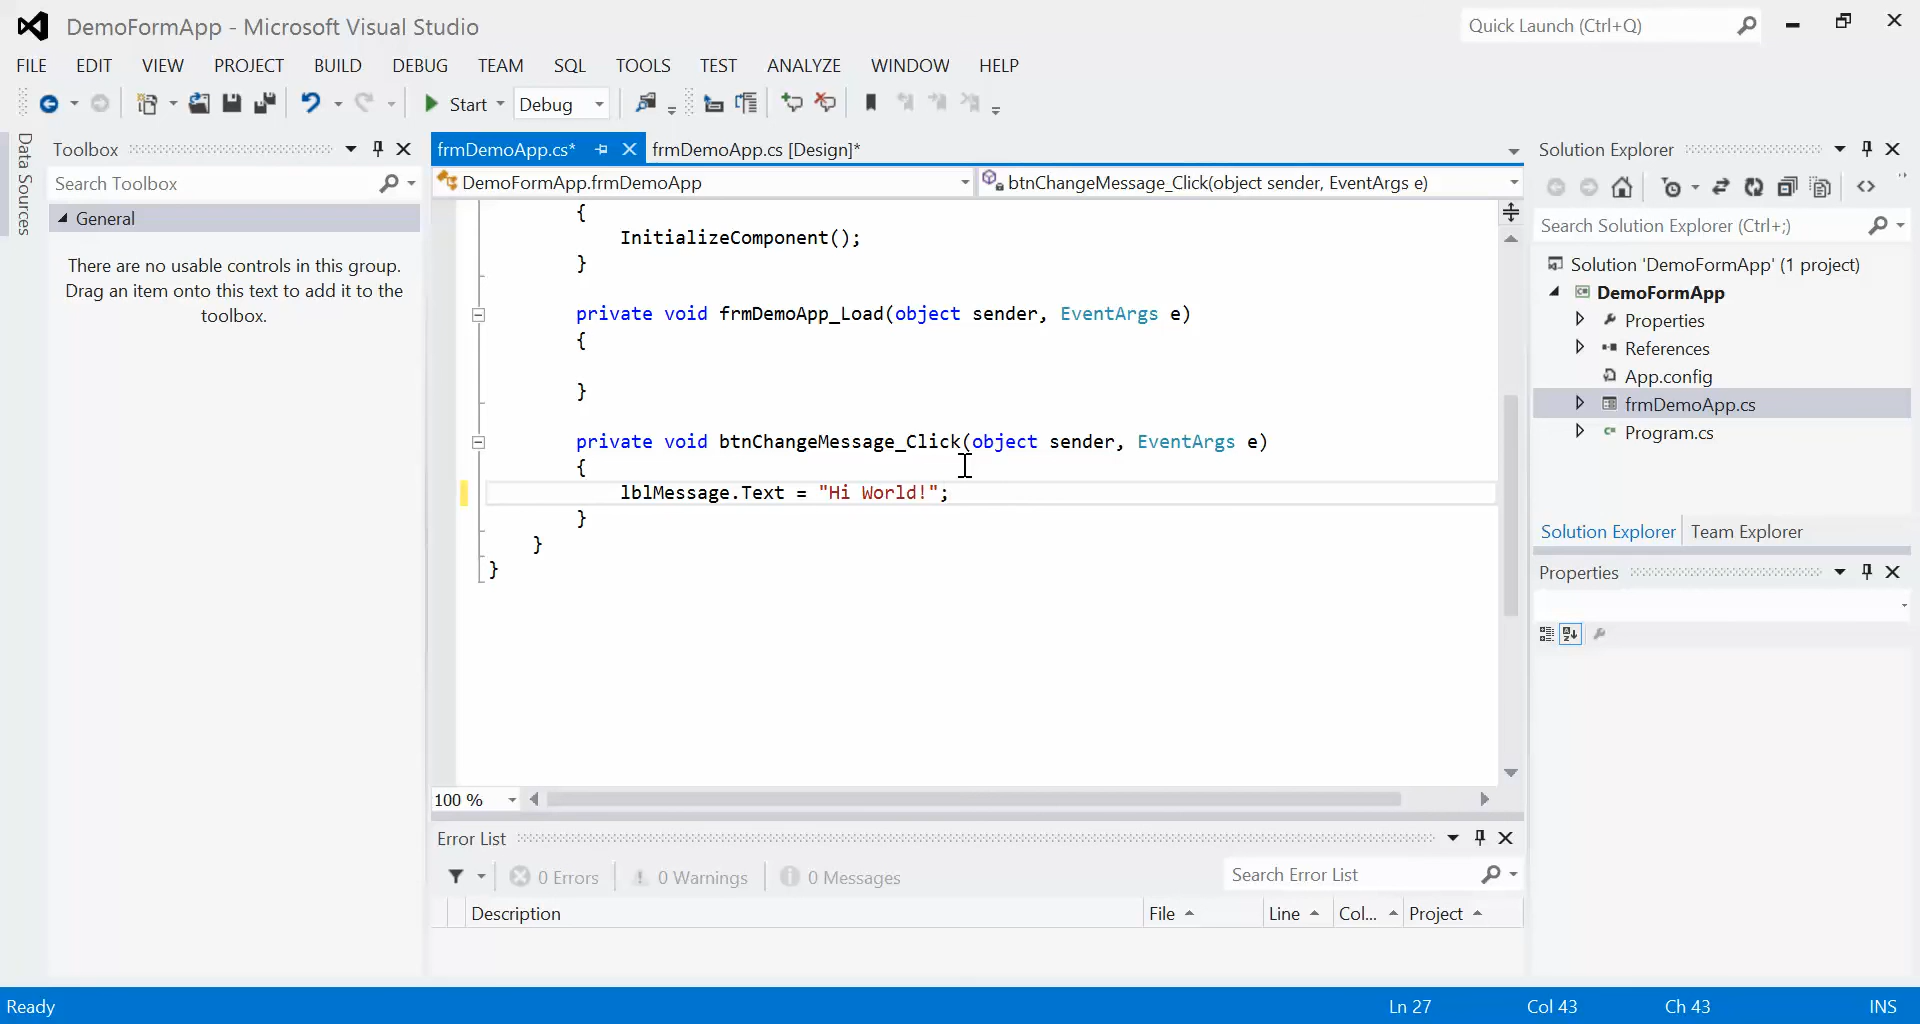 DemoFormApp - Microsoft Visual Studio
Quick Launch (Ctrl+Q)
FILE EDIT VIEW PROJECT BUILD DEBUG TEAM SQL TOOLS TEST ANALYZE WINDOW HELP
Start Debug
Data Sources
Toolbox
Search Toolbox
General
There are no usable controls in this group.
Drag an item onto this text to add it to the
toolbox.
frmDemoApp.cs* frmDemoApp.cs [Design]*
DemoFormApp.frmDemoApp btnChangeMessage_Click(object sender, EventArgs e)
{
InitializeComponent();
}
private void frmDemoApp_Load(object sender, EventArgs e)
{
}
private void btnChangeMessage_Click(object sender, EventArgs e)
{
lblMessage.Text = "Hi World!";
}
}
}
100 %
Error List
0 Errors 0 Warnings 0 Messages
Search Error List
Description File Line Col... Project
Solution Explorer
Search Solution Explorer (Ctrl+;)
Solution 'DemoFormApp' (1 project)
DemoFormApp
Properties
References
App.config
frmDemoApp.cs
Program.cs
Solution Explorer Team Explorer
Properties
Ready Ln 27 Col 43 Ch 43 INS